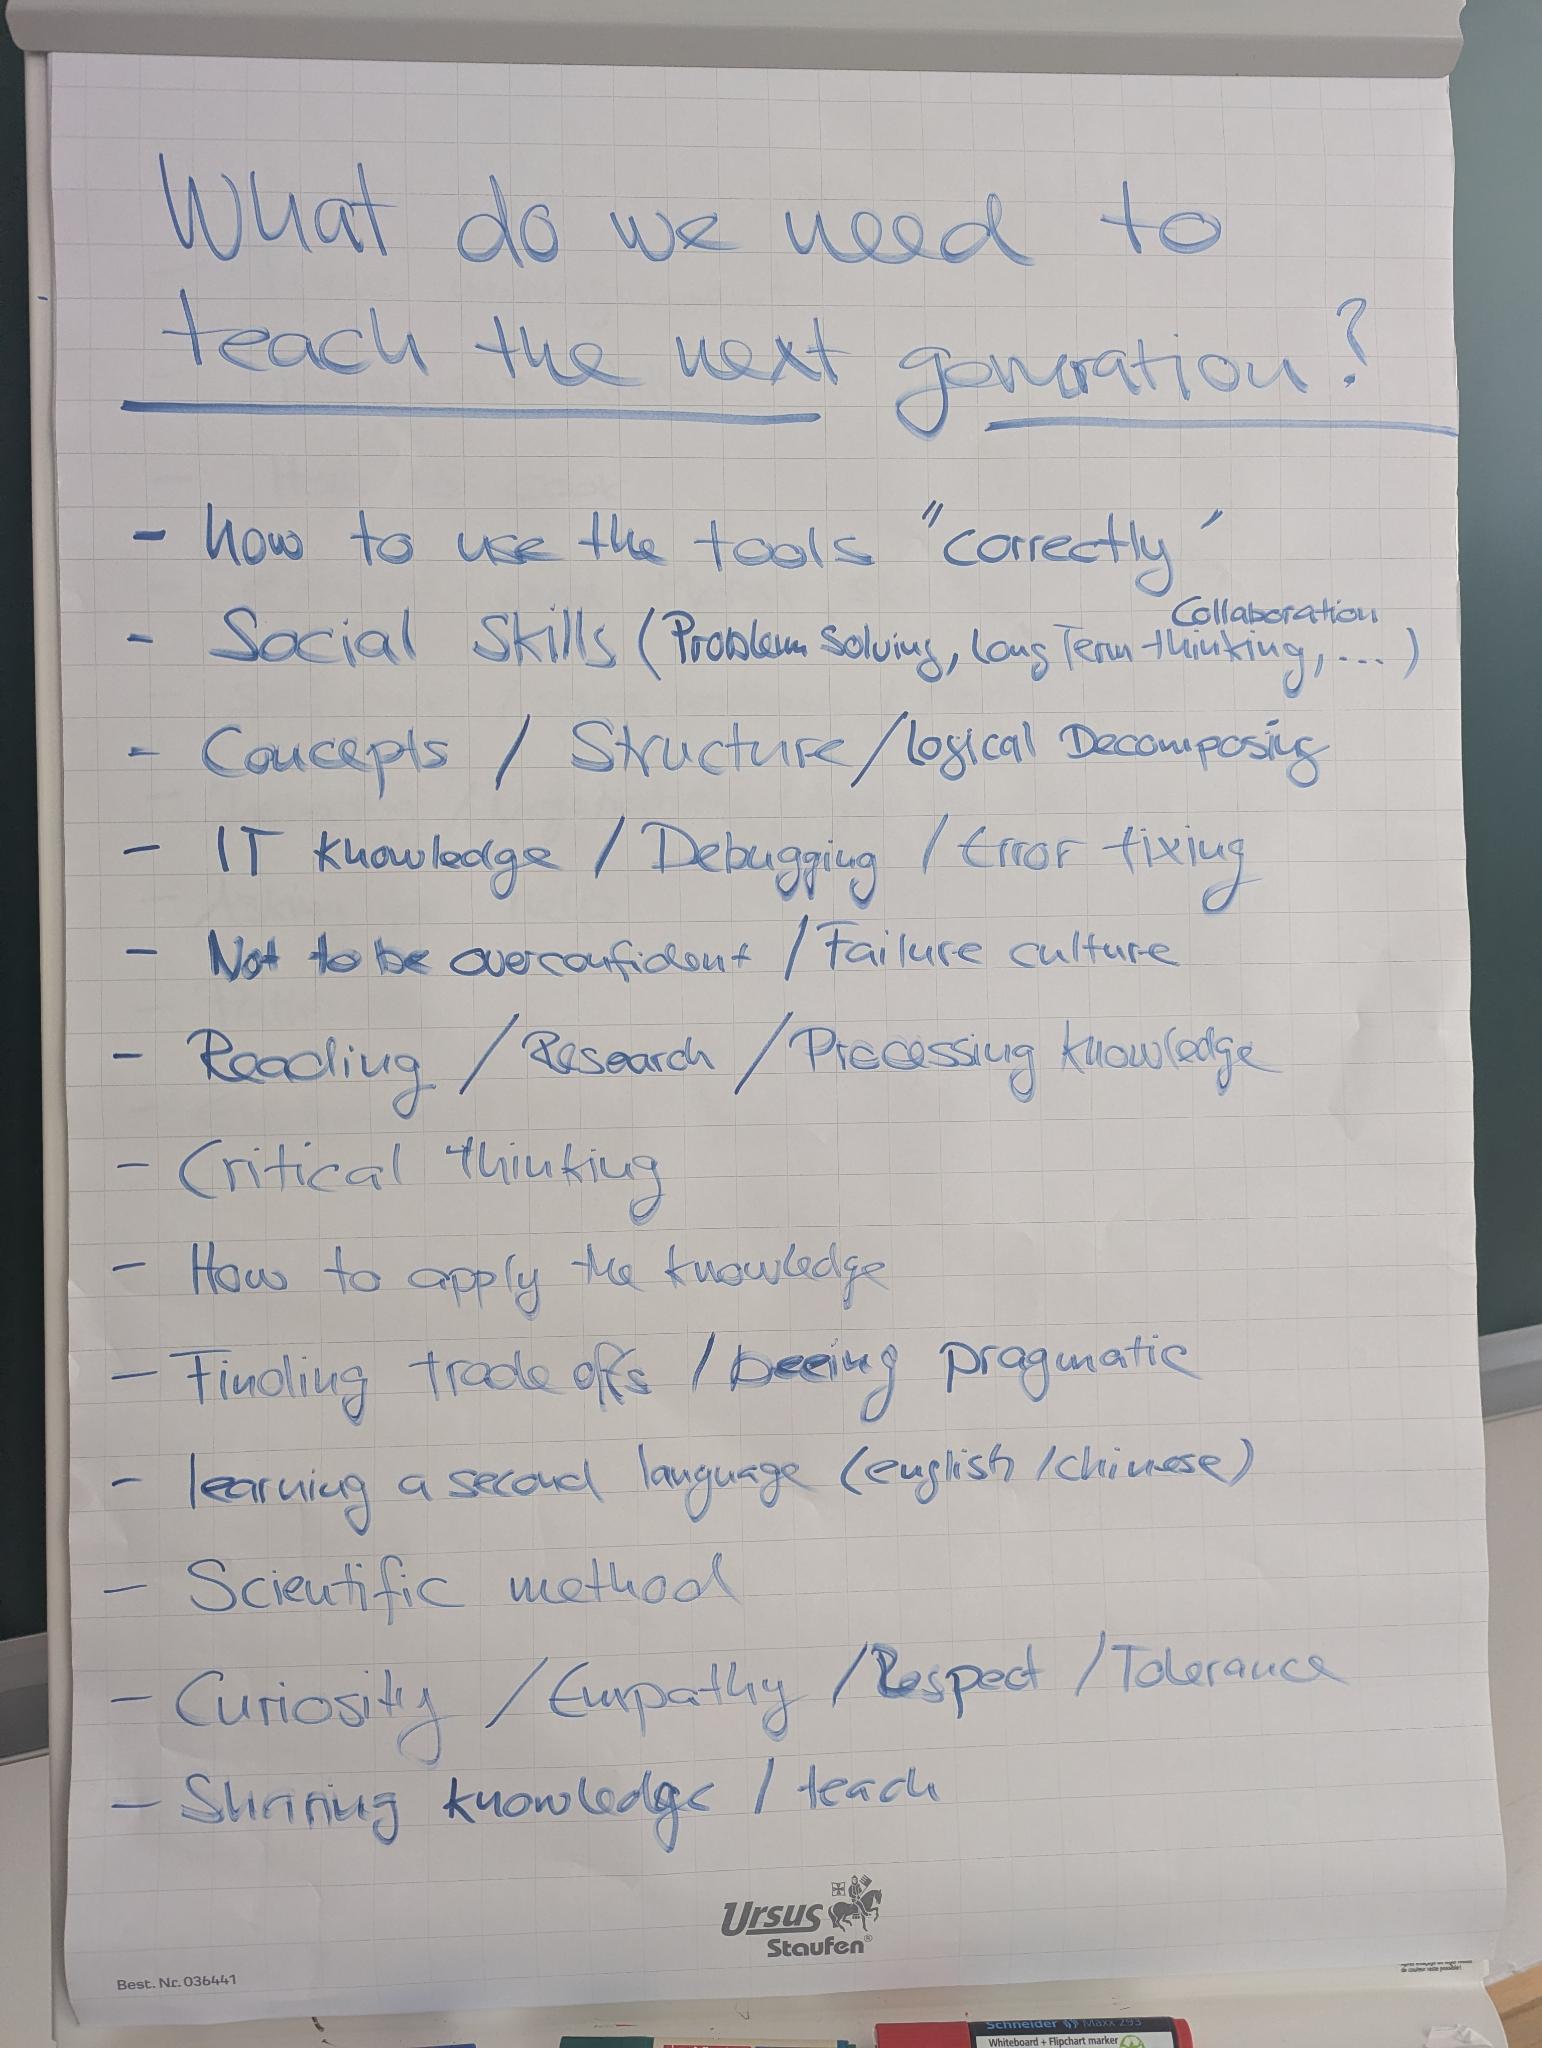 What do we need to
teach the next generation?
- how to use the tools "correctly"
Collaboration
- Social Skills (Problem Solving, Long Term thinking, ... )
- Concepts / Structure / logical Decomposing
- IT knowledge / Debugging / Error fixing
- Not to be overconfident / Failure culture
- Reading / Research / Processing knowledge
- Critical thinking
- How to apply the knowledge
- Finding trade offs / beeing pragmatic
- learning a second language (english / chinese)
- Scientific method
- Curiosity / Empathy / Respect / Tolerance
- Sharing knowledge / teach
Ursus
Staufen®
Best. Nr. 036441
Schneider Maxx 293
Whiteboard + Flipchart marker